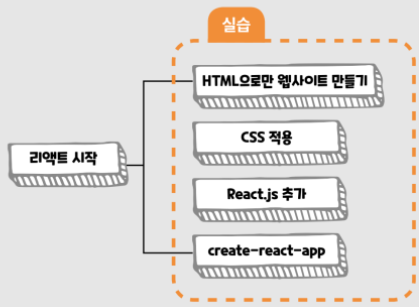 실습
HTML으로만 웹사이트 만들기
CSS 적용
리액트 시작
React.js 추가
create-react-app